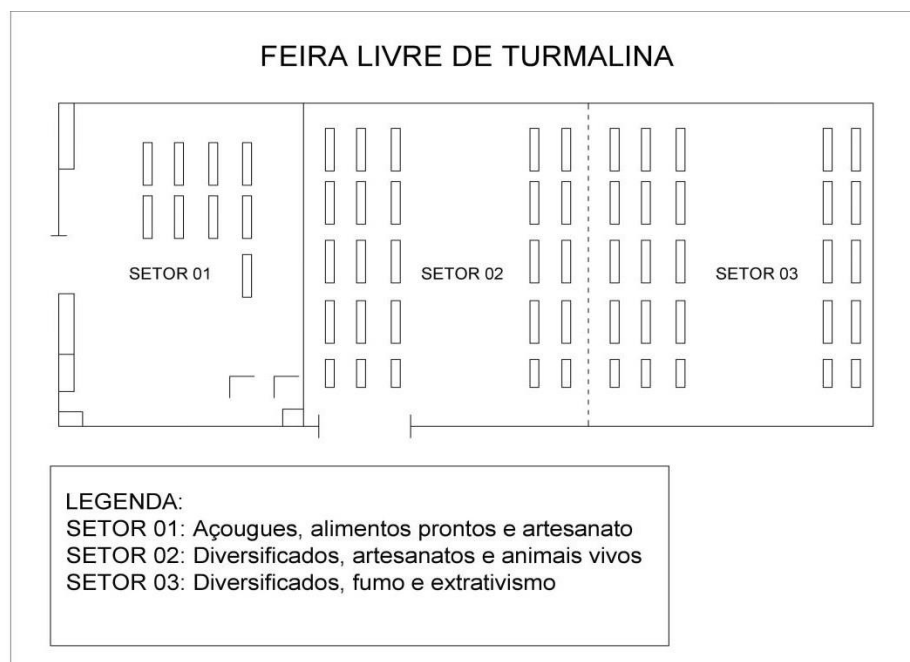 FEIRA LIVRE DE TURMALINA
SETOR 01
SETOR 02
SETOR 03
LEGENDA:
SETOR 01: Açougues, alimentos prontos e artesanato
SETOR 02: Diversificados, artesanatos e animais vivos
SETOR 03: Diversificados, fumo e extrativismo